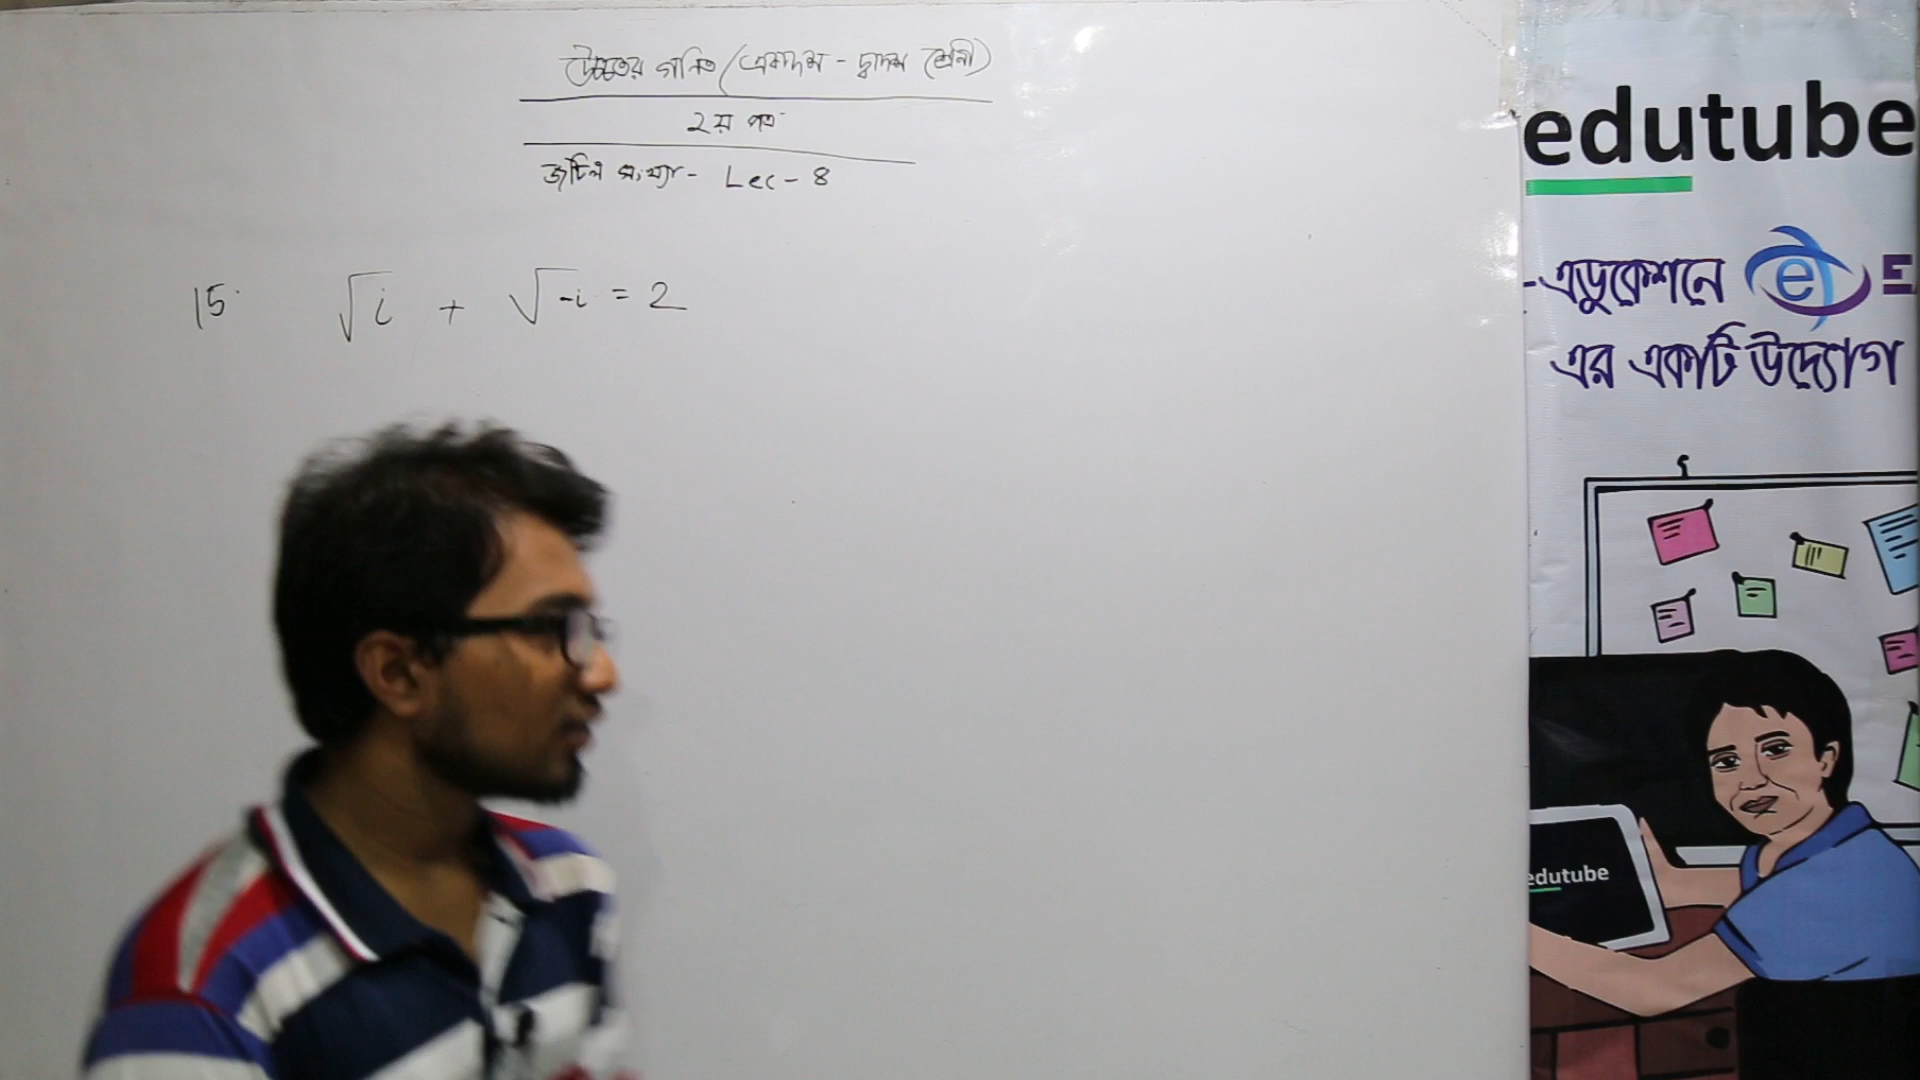 উচ্চতর গনিত (একাদশ - দ্বাদশ শ্রেনী)
২য় পত্র
জটিল সংখ্যা - Lec - 8
15. √i + √-i = 2
edutube
-এডুকেশনে e E
এর একটি উদ্যোগ
edutube